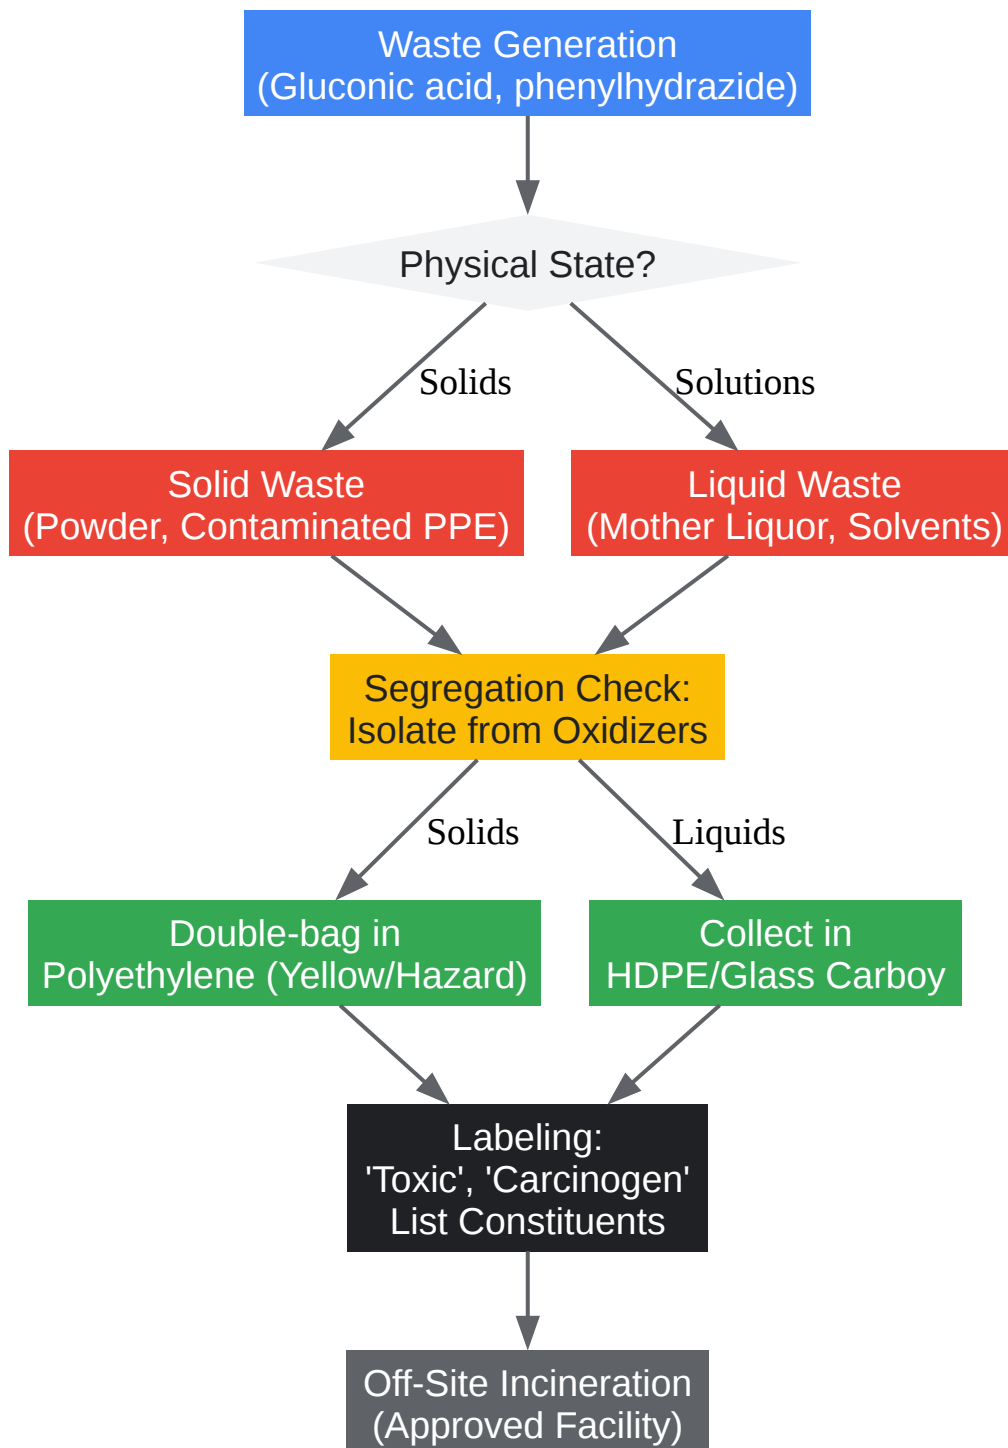 Waste Generation
(Gluconic acid, phenylhydrazide)
Physical State?
Solids
Solutions
Solid Waste
(Powder, Contaminated PPE)
Liquid Waste
(Mother Liquor, Solvents)
Segregation Check:
Isolate from Oxidizers
Solids
Liquids
Double-bag in
Polyethylene (Yellow/Hazard)
Collect in
HDPE/Glass Carboy
Labeling:
'Toxic', 'Carcinogen'
List Constituents
Off-Site Incineration
(Approved Facility)